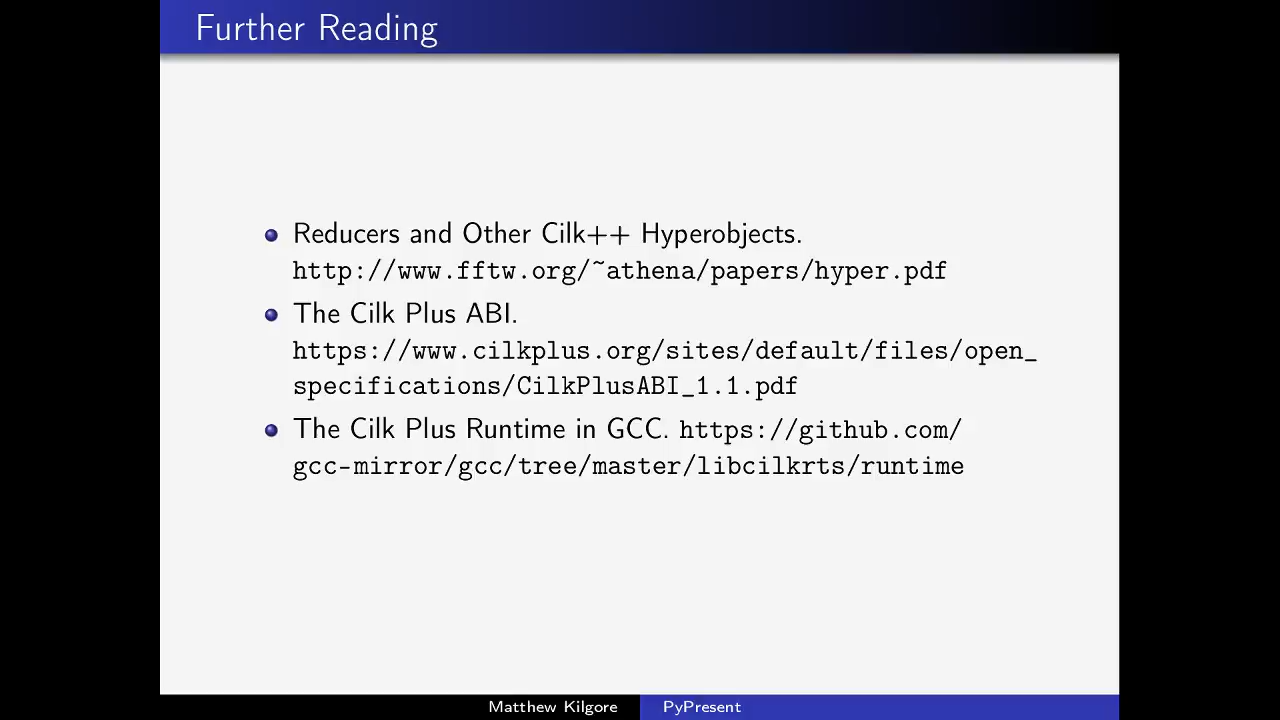 Further Reading
Reducers and Other Cilk++ Hyperobjects.
http://www.fftw.org/~athena/papers/hyper.pdf
The Cilk Plus ABI.
https://www.cilkplus.org/sites/default/files/open_
specifications/CilkPlusABI_1.1.pdf
The Cilk Plus Runtime in GCC. https://github.com/
gcc-mirror/gcc/tree/master/libcilkrts/runtime
Matthew Kilgore PyPresent